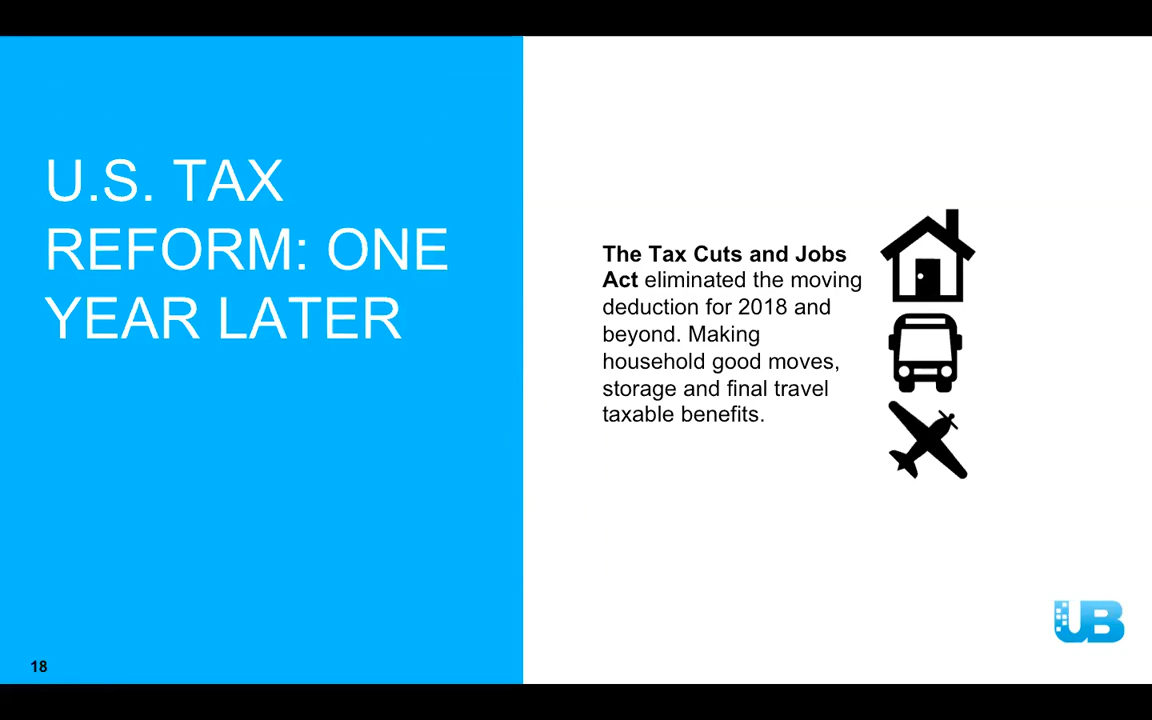 U.S. TAX
REFORM: ONE
YEAR LATER
The Tax Cuts and Jobs
Act eliminated the moving
deduction for 2018 and
beyond. Making
household good moves,
storage and final travel
taxable benefits.
UB
18